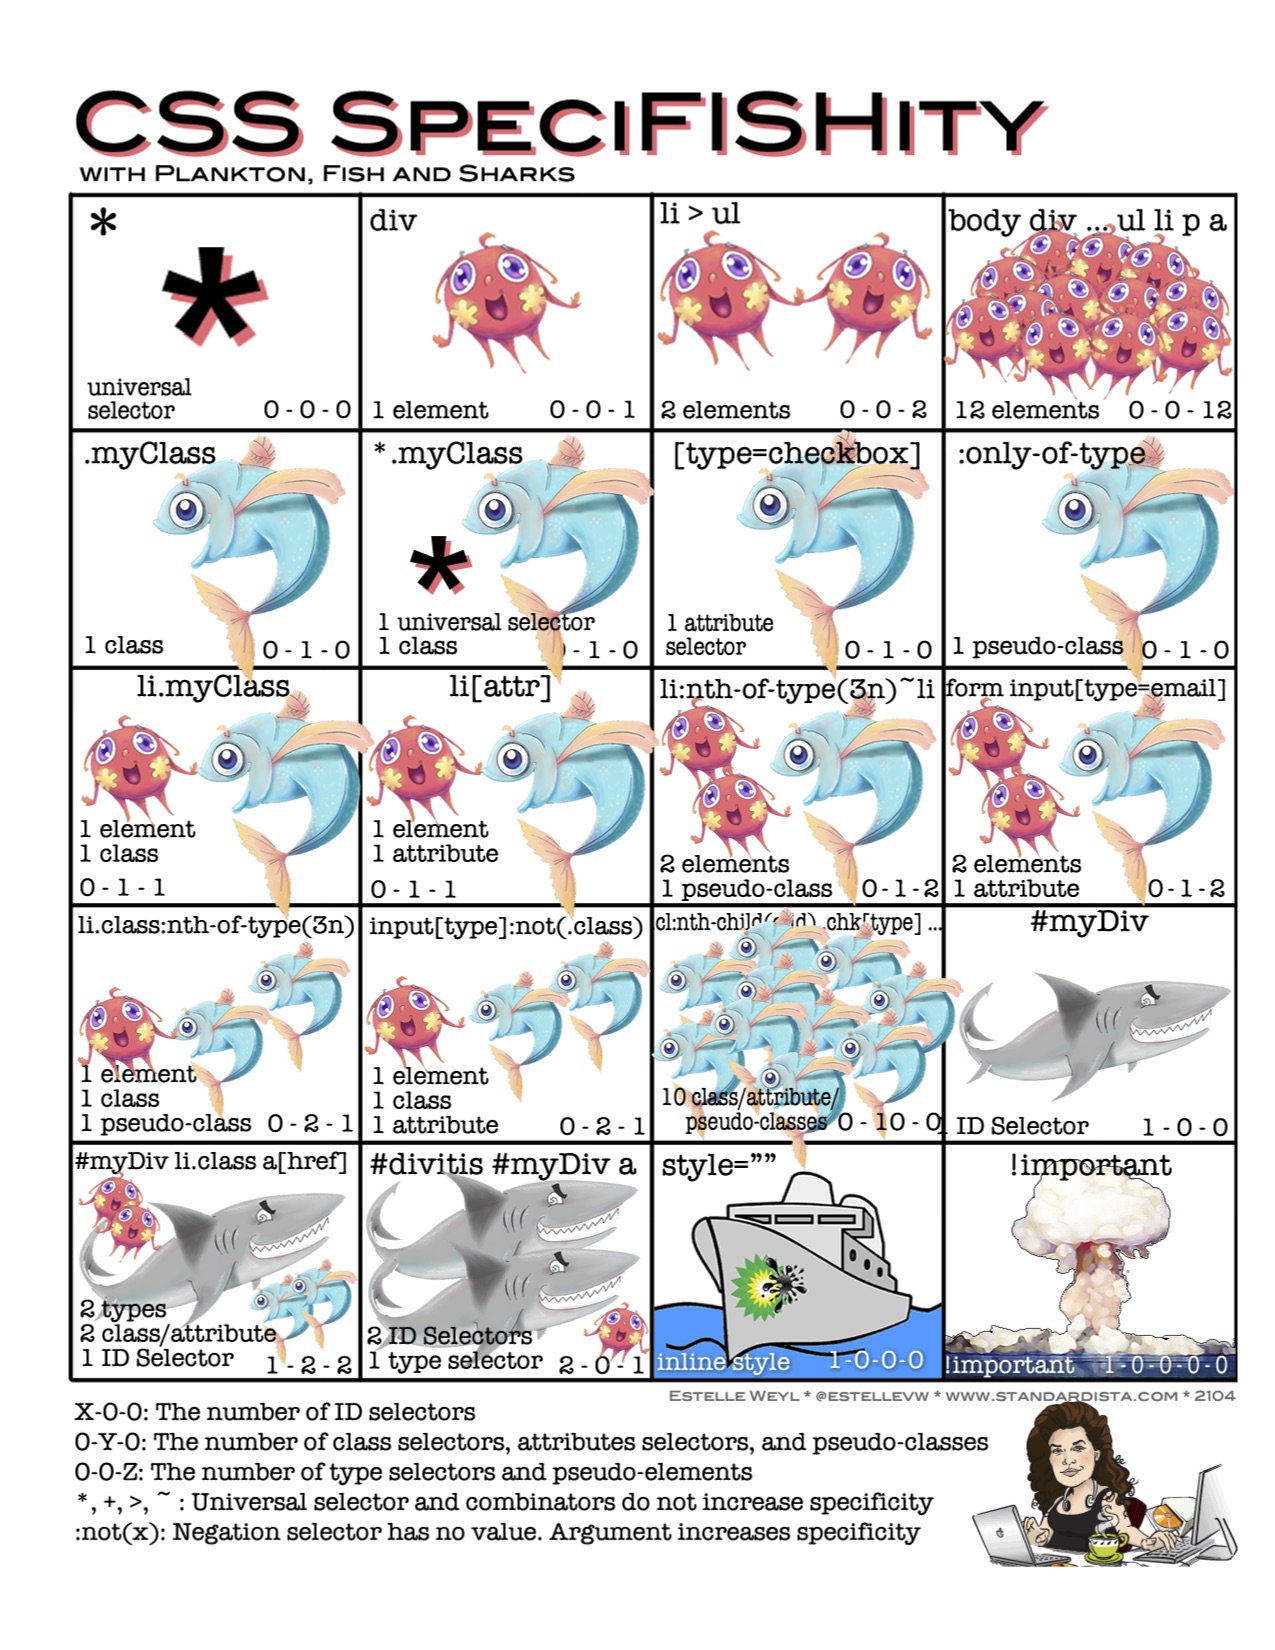 CSS SpeciFISHity
with Plankton, Fish and Sharks
*
*
universal
selector 0-0-0
div
1 element 0-0-1
li > ul
2 elements 0-0-2
body div ... ul li p a
12 elements 0-0-12
.myClass
1 class 0-1-0
*.myClass
*
1 universal selector
1 class -1-0
[type=checkbox]
1 attribute
selector 0-1-0
:only-of-type
1 pseudo-class 0-1-0
li.myClass
1 element
1 class
0-1-1
li[attr]
1 element
1 attribute
0-1-1
li:nth-of-type(3n)~li
2 elements
1 pseudo-class 0-1-2
form input[type=email]
2 elements
1 attribute 0-1-2
li.class:nth-of-type(3n)
1 element
1 class
1 pseudo-class 0-2-1
input[type]:not(.class)
1 element
1 class
1 attribute 0-2-1
.chk[type] ...
10 class/attribute/
pseudo-classes 0-10-0
#myDiv
1 ID Selector 1-0-0
#myDiv li.class a[href]
2 types
2 class/attribute
1 ID Selector 1-2-2
#divitis #myDiv a
2 ID Selectors
1 type selector 2-0-1
style=””
inline style 1-0-0-0
!important
!important 1-0-0-0-0
Estelle Weyl * @estellevw * www.standardista.com * 2104
X-0-0: The number of ID selectors
0-Y-0: The number of class selectors, attributes selectors, and pseudo-classes
0-0-Z: The number of type selectors and pseudo-elements
*, +, >, ~ : Universal selector and combinators do not increase specificity
:not(x): Negation selector has no value. Argument increases specificity